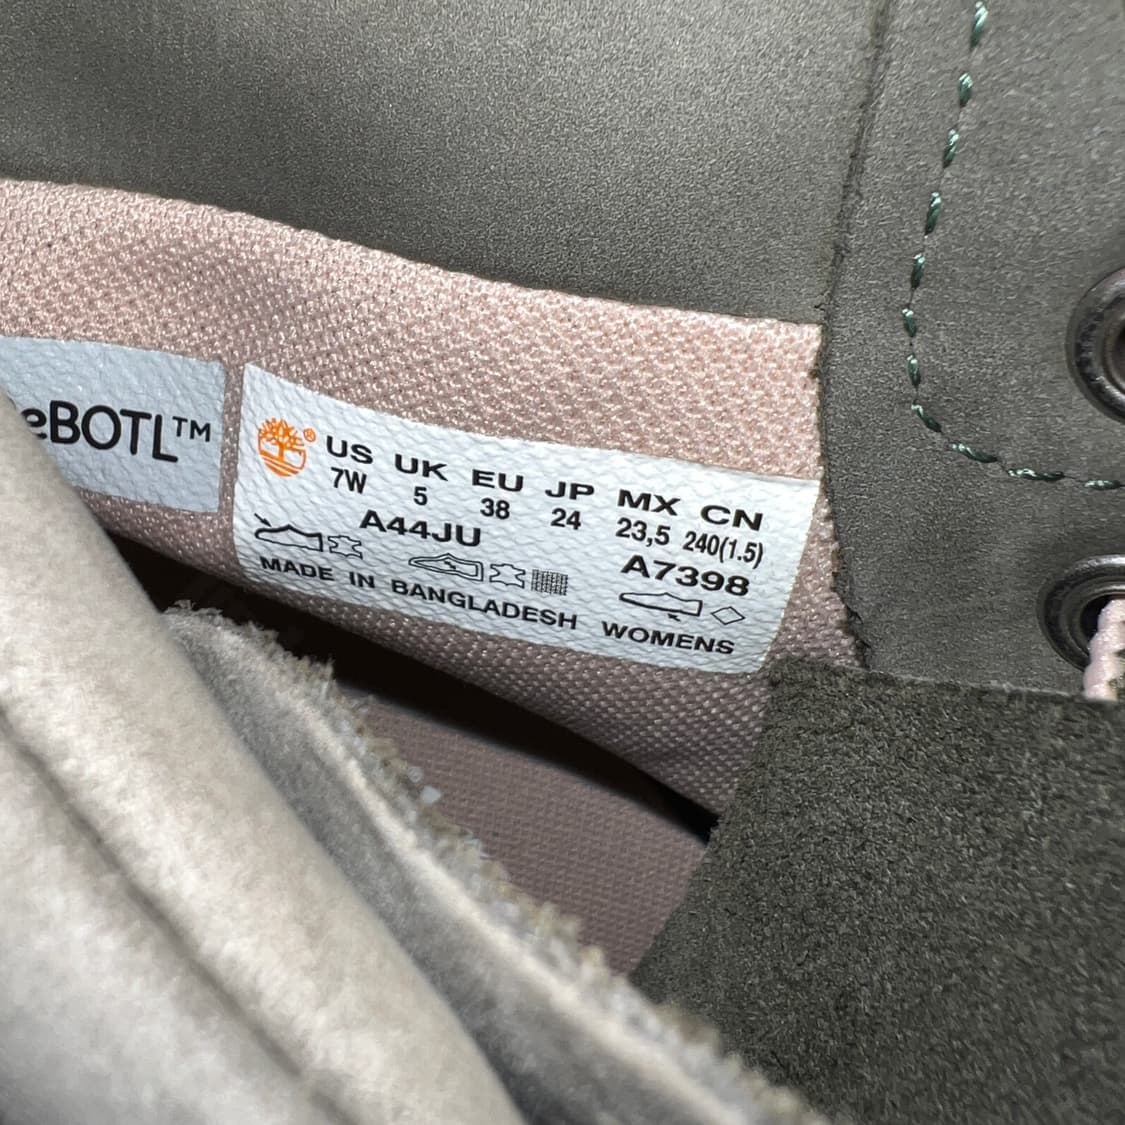 eBOTL™
® US UK EU JP MX CN
7W 5 38 24 23,5 240(1.5)
A44JU A7398
MADE IN BANGLADESH WOMENS